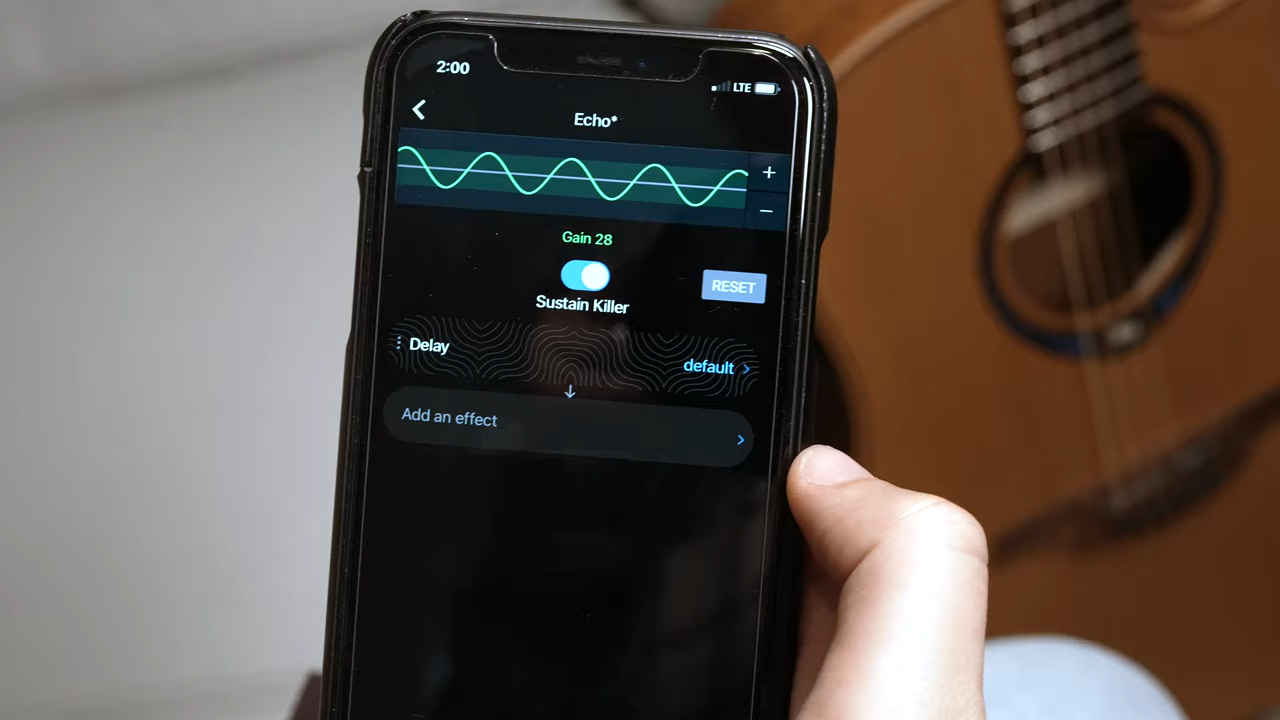 2:00
LTE
Echo*
+
−
Gain 28
Sustain Killer
RESET
Delay
default
Add an effect